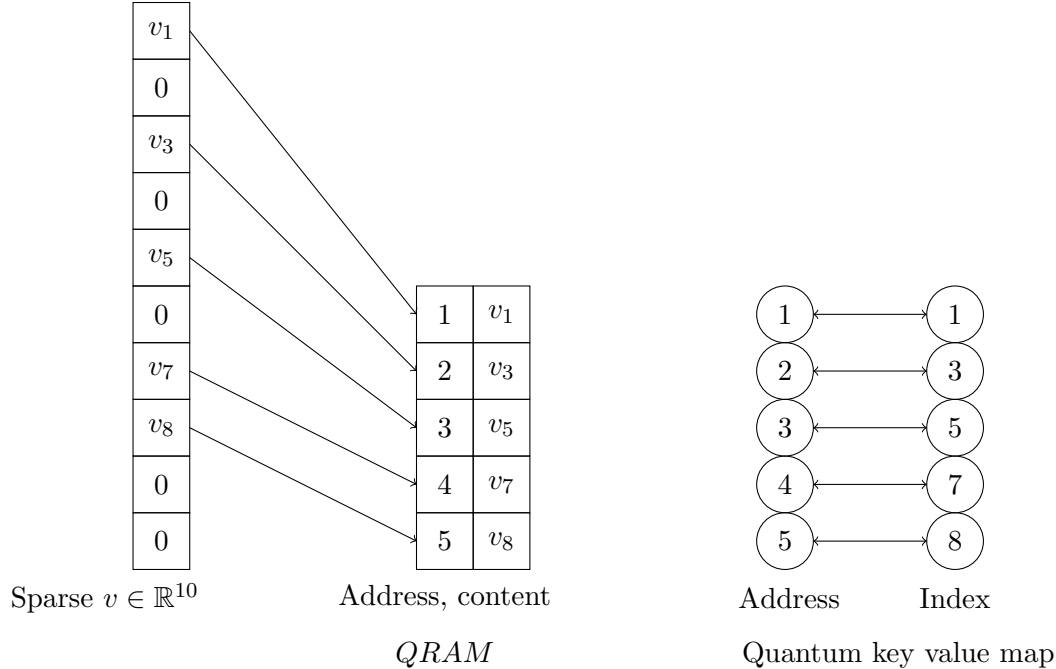 v₁
0
v₃
0
v₅
0
v₇
v₈
0
0
Sparse v ∈ ℝ¹⁰
1 v₁
2 v₃
3 v₅
4 v₇
5 v₈
Address, content
QRAM
1 1
2 3
3 5
4 7
5 8
Address Index
Quantum key value map